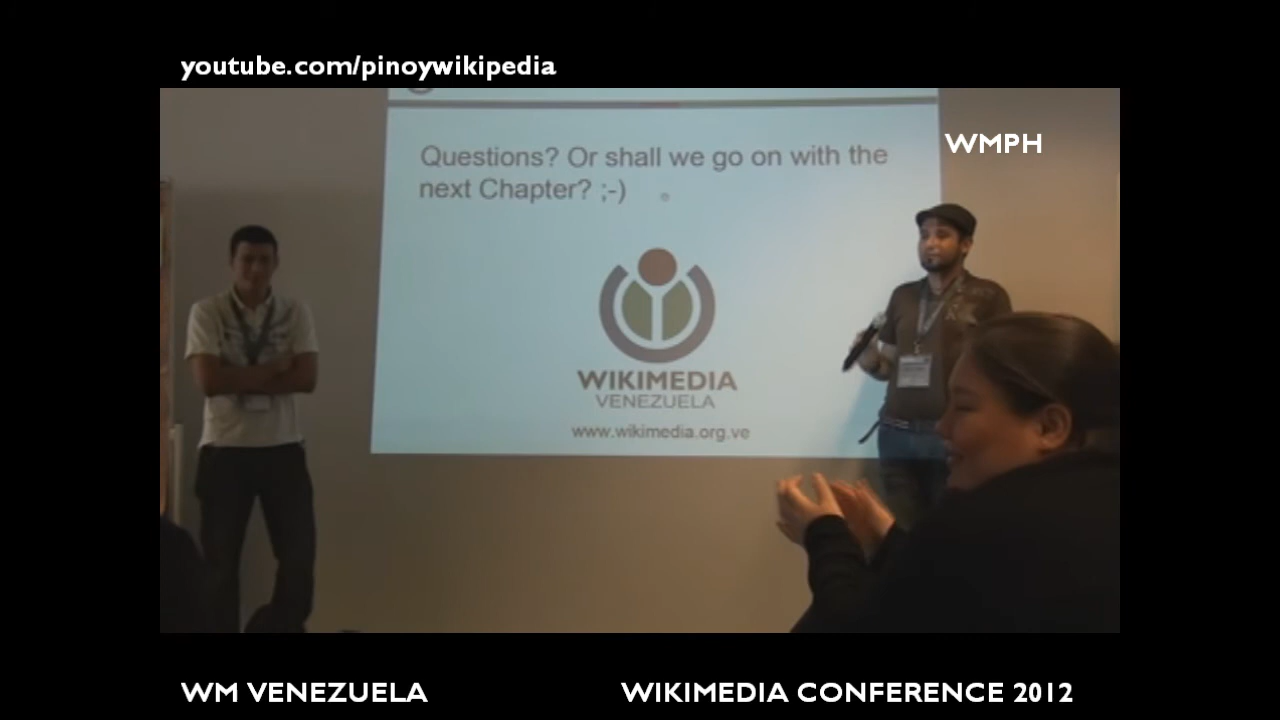 youtube.com/pinoywikipedia
WMPH
Questions? Or shall we go on with the
next Chapter? ;-)
WIKIMEDIA
VENEZUELA
www.wikimedia.org.ve
WM VENEZUELA
WIKIMEDIA CONFERENCE 2012